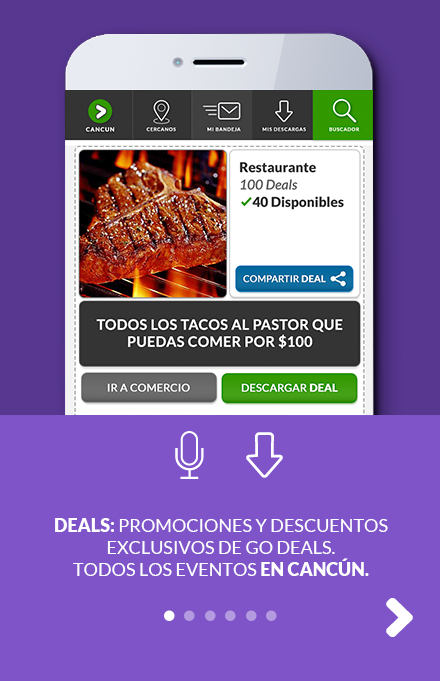 CANCUN
CERCANOS
MI BANDEJA
MIS DESCARGAS
BUSCADOR
Restaurante
100 Deals
40 Disponibles
COMPARTIR DEAL
TODOS LOS TACOS AL PASTOR QUE
PUEDAS COMER POR $100
IR A COMERCIO
DESCARGAR DEAL
DEALS: PROMOCIONES Y DESCUENTOS
EXCLUSIVOS DE GO DEALS.
TODOS LOS EVENTOS EN CANCÚN.